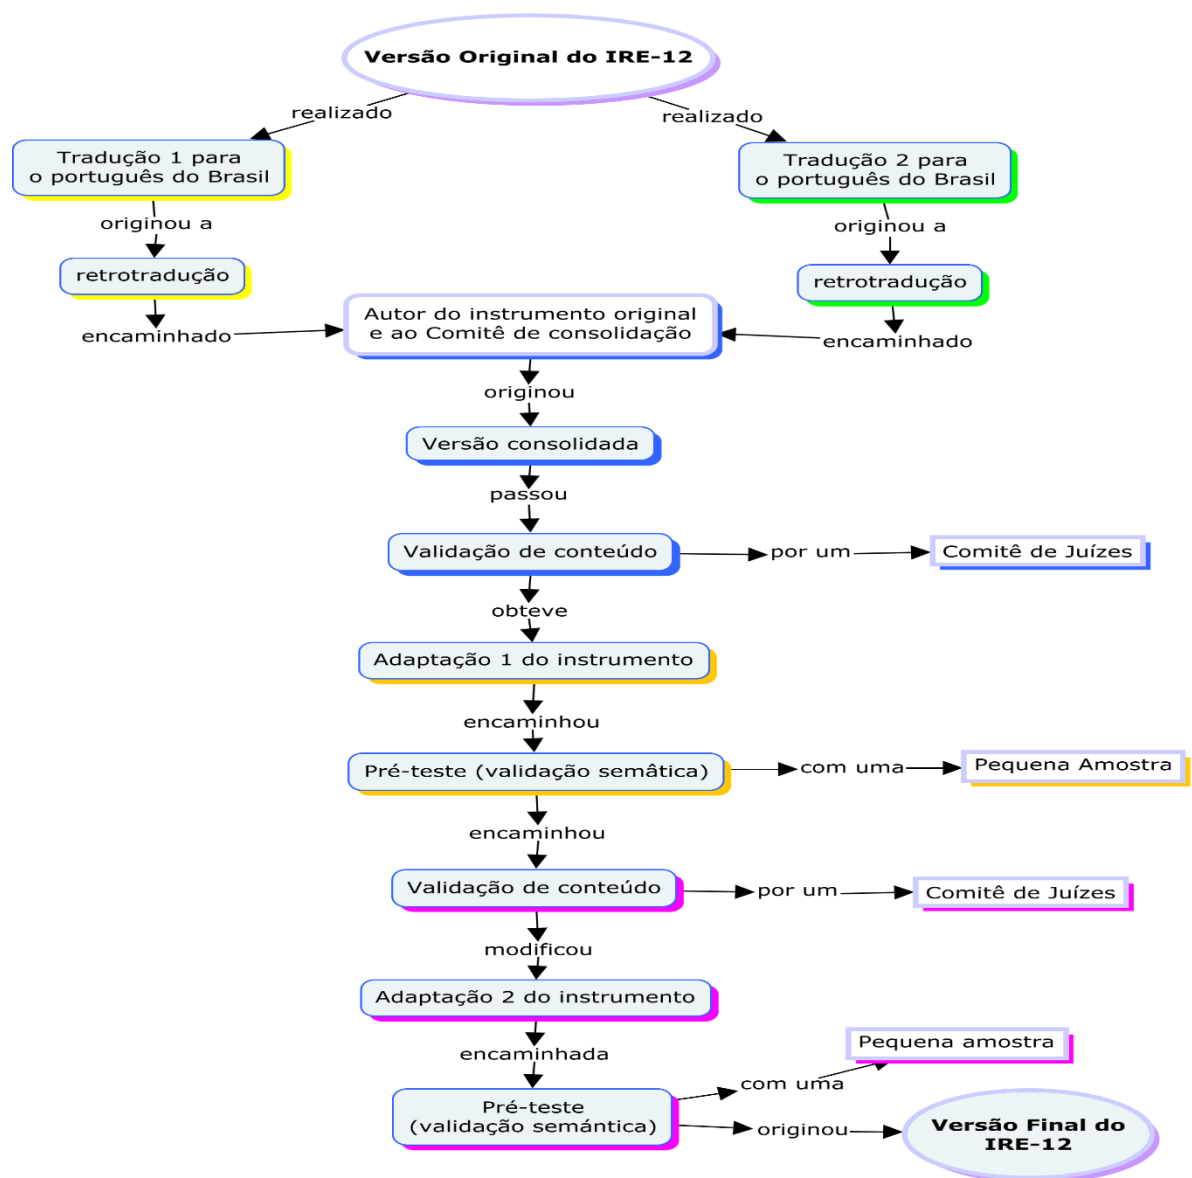 Versão Original do IRE-12
realizado
realizado
Tradução 1 para
o português do Brasil
Tradução 2 para
o português do Brasil
originou a
originou a
retrotradução
retrotradução
encaminhado
Autor do instrumento original
e ao Comitê de consolidação
encaminhado
originou
Versão consolidada
passou
Validação de conteúdo
por um
Comitê de Juízes
obteve
Adaptação 1 do instrumento
encaminhou
Pré-teste (validação semâtica)
com uma
Pequena Amostra
encaminhou
Validação de conteúdo
por um
Comitê de Juízes
modificou
Adaptação 2 do instrumento
encaminhada
Pequena amostra
com uma
Pré-teste
(validação semántica)
originou
Versão Final do
IRE-12